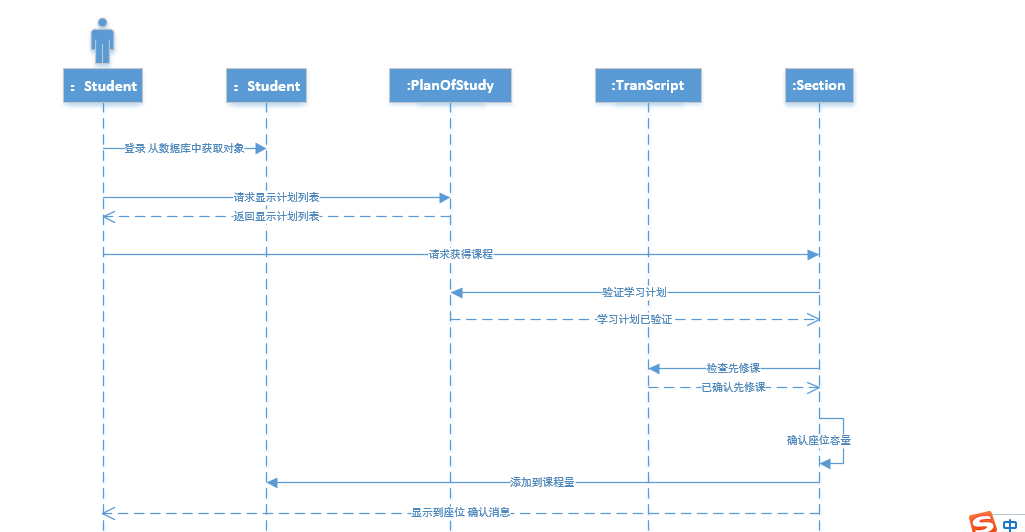 : Student
: Student
:PlanOfStudy
:TranScript
:Section
登录 从数据库中获取对象
请求显示计划列表
返回显示计划列表
请求获得课程
验证学习计划
学习计划已验证
检查先修课
已确认先修课
确认座位容量
添加到课程量
显示到座位 确认消息
S 中